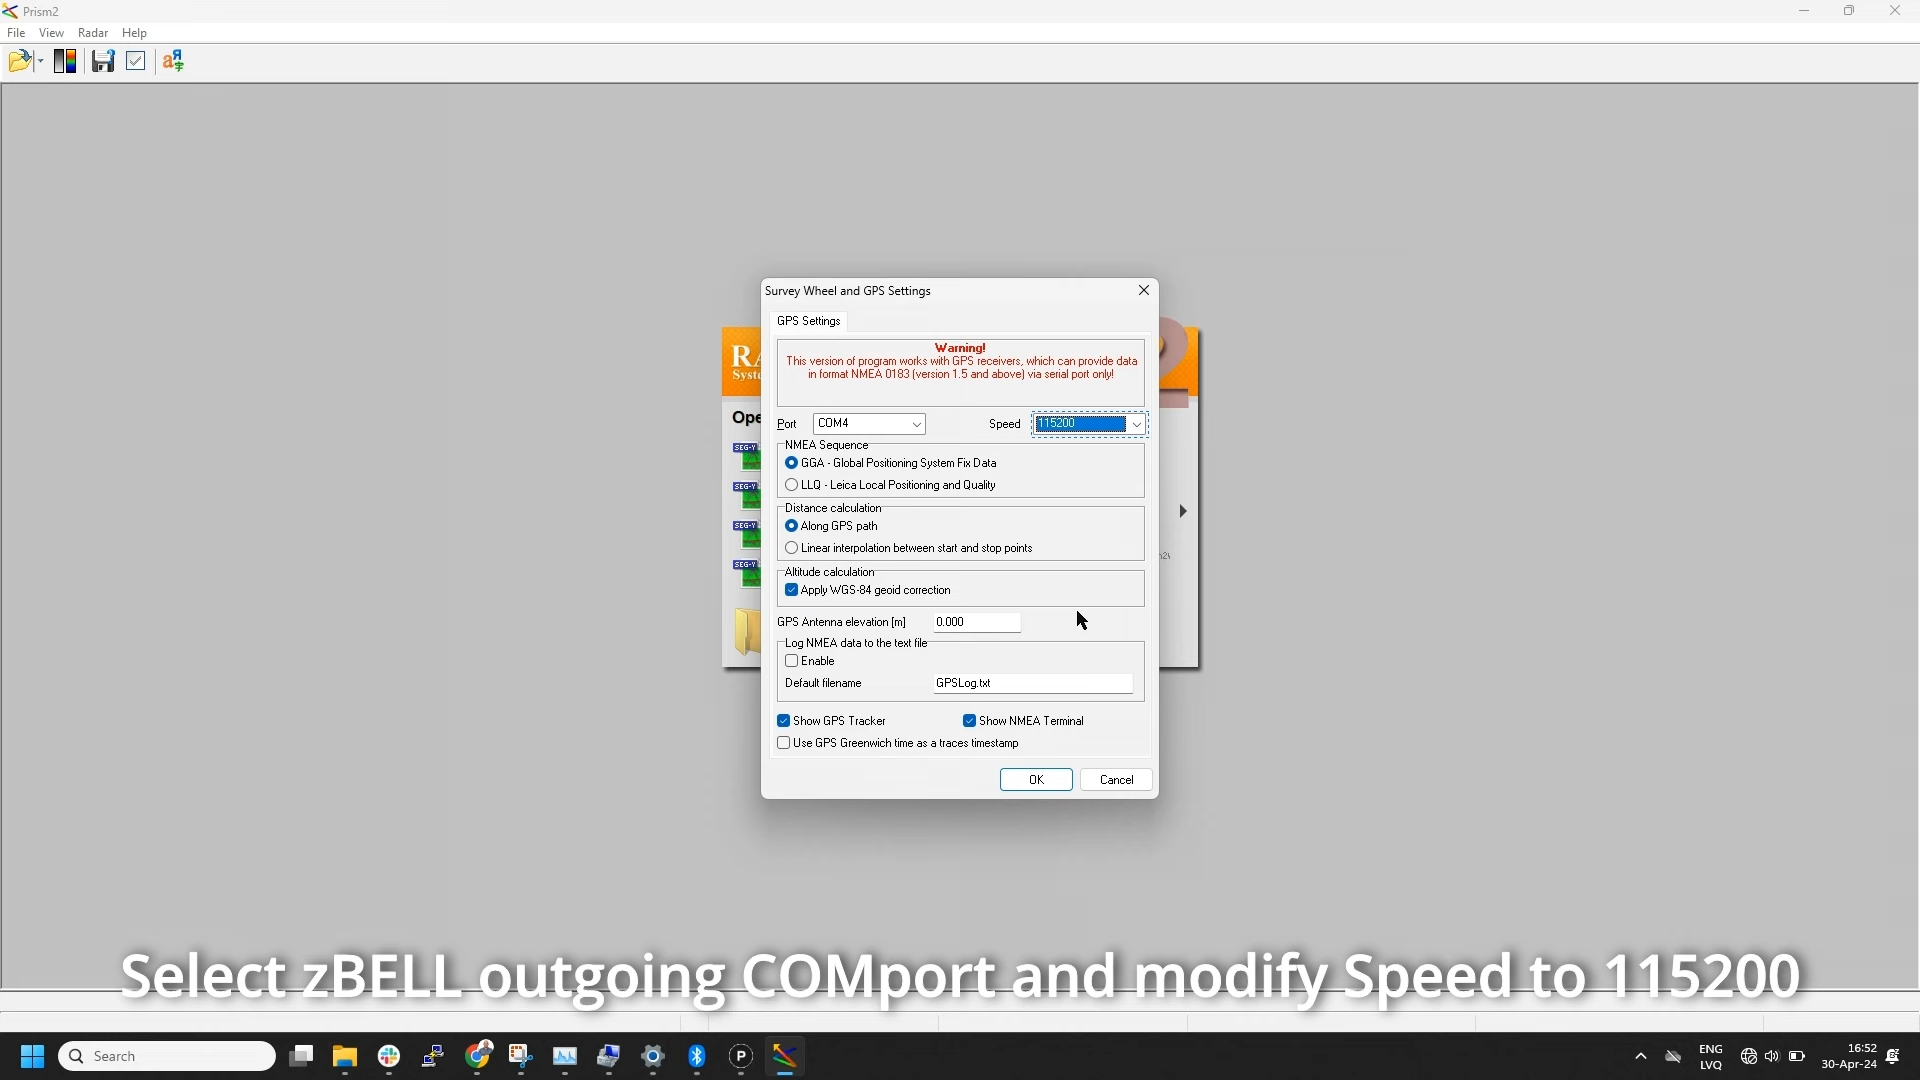 Prism2
File View Radar Help
Survey Wheel and GPS Settings
GPS Settings
Warning!
This version of program works with GPS receivers, which can provide data
in format NMEA 0183 (version 1.5 and above) via serial port only!
Port COM4 Speed 115200
NMEA Sequence
GGA - Global Positioning System Fix Data
LLQ - Leica Local Positioning and Quality
Distance calculation
Along GPS path
Linear interpolation between start and stop points
Altitude calculation
Apply WGS-84 geoid correction
GPS Antenna elevation [m] 0.000
Log NMEA data to the text file
Enable
Default filename GPSLog.txt
Show GPS Tracker Show NMEA Terminal
Use GPS Greenwich time as a traces timestamp
OK Cancel
RA
Syste
Ope
SEG-Y
SEG-Y
SEG-Y
SEG-Y
Select zBELL outgoing COMport and modify Speed to 115200
Search
ENG
LVQ
16:52
30-Apr-24